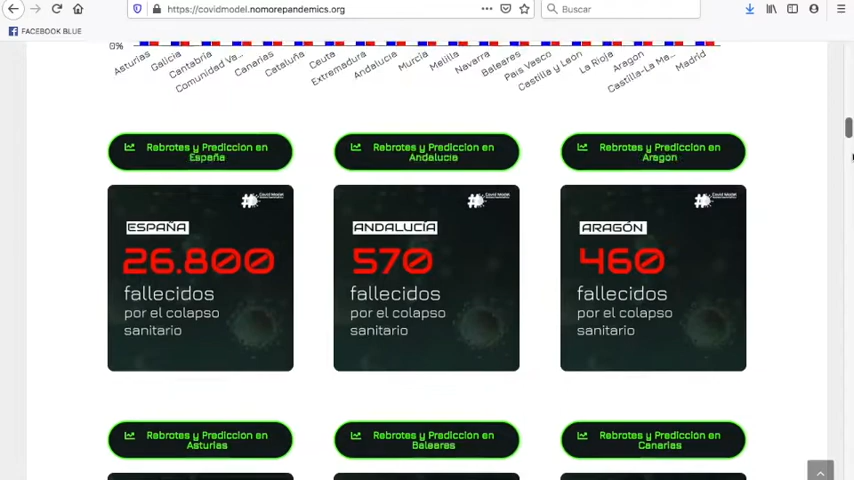 https://covidmodel.nomorepandemics.org
Buscar
FACEBOOK BLUE
0%
Asturias
Galicia
Cantabria
Comunidad Va...
Canarias
Ceuta
Cataluña
Extremadura
Andalucia
Murcia
Melilla
Navarra
Baleares
Pais Vasco
Castilla y Leon
La Rioja
Aragon
Castilla-La Ma...
Madrid
Rebrotes y Prediccion en
España
Rebrotes y Prediccion en
Andalucia
Rebrotes y Prediccion en
Aragon
ESPAÑA
26.800
fallecidos
por el colapso
sanitario
ANDALUCÍA
570
fallecidos
por el colapso
sanitario
ARAGÓN
460
fallecidos
por el colapso
sanitario
Rebrotes y Prediccion en
Asturias
Rebrotes y Prediccion en
Baleares
Rebrotes y Prediccion en
Canarias